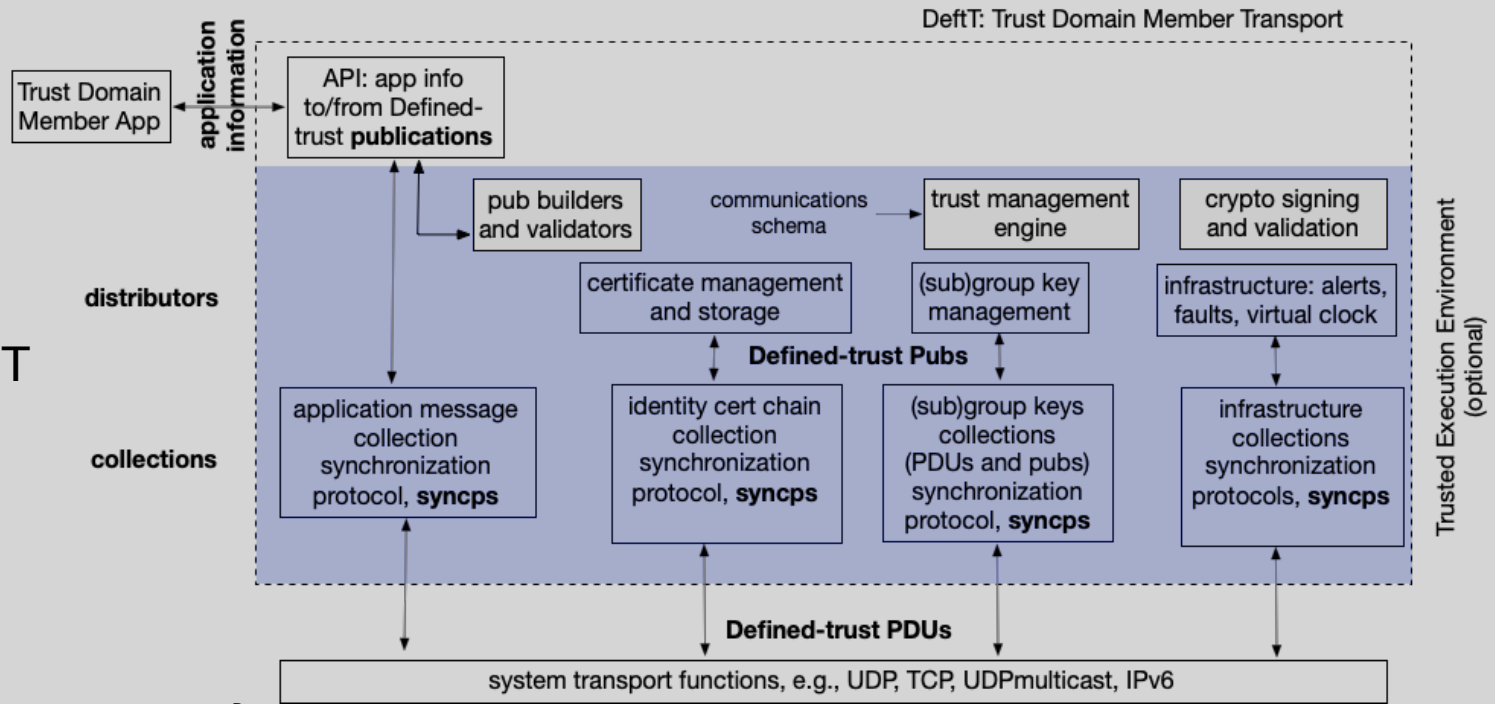 DeftT: Trust Domain Member Transport
application
information
Trust Domain
Member App
API: app info
to/from Defined-
trust publications
pub builders
and validators
communications
schema
trust management
engine
crypto signing
and validation
distributors
certificate management
and storage
(sub)group key
management
infrastructure: alerts,
faults, virtual clock
Trusted Execution Environment
(optional)
T
Defined-trust Pubs
collections
application message
collection
synchronization
protocol, syncps
identity cert chain
collection
synchronization
protocol, syncps
(sub)group keys
collections
(PDUs and pubs)
synchronization
protocol, syncps
infrastructure
collections
synchronization
protocols, syncps
Defined-trust PDUs
system transport functions, e.g., UDP, TCP, UDPmulticast, IPv6